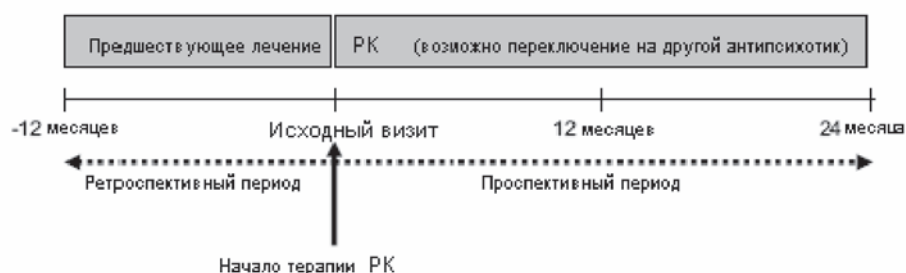 Предшествующее лечение
РК (возможно переключение на другой антипсихотик)
-12 месяцев
Исходный визит
12 месяцев
24 месяца
Ретроспективный период
Проспективный период
Начало терапии РК